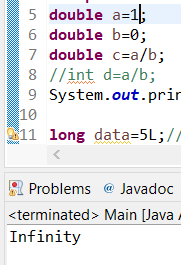 5 double a=1;
6 double b=0;
7 double c=a/b;
8 //int d=a/b;
9 System.out.prin
10
11 long data=5L;//
Problems @ Javadoc
<terminated> Main [Java A
Infinity